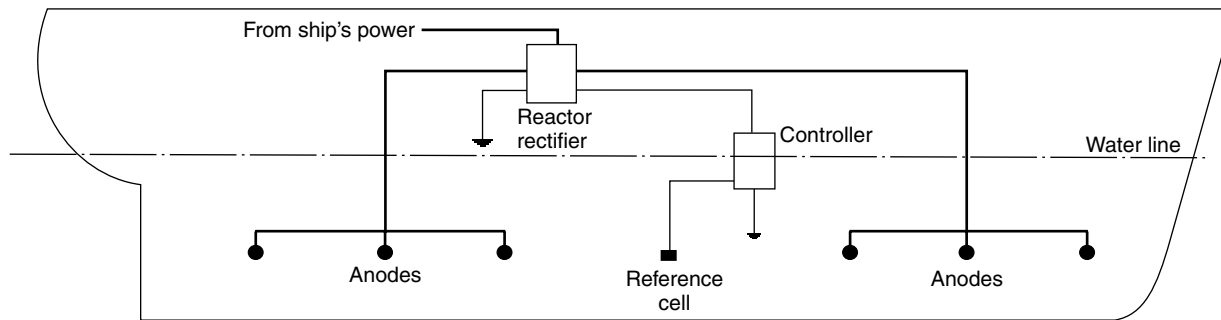 From ship's power
Reactor
rectifier
Controller
Water line
Anodes
Reference
cell
Anodes